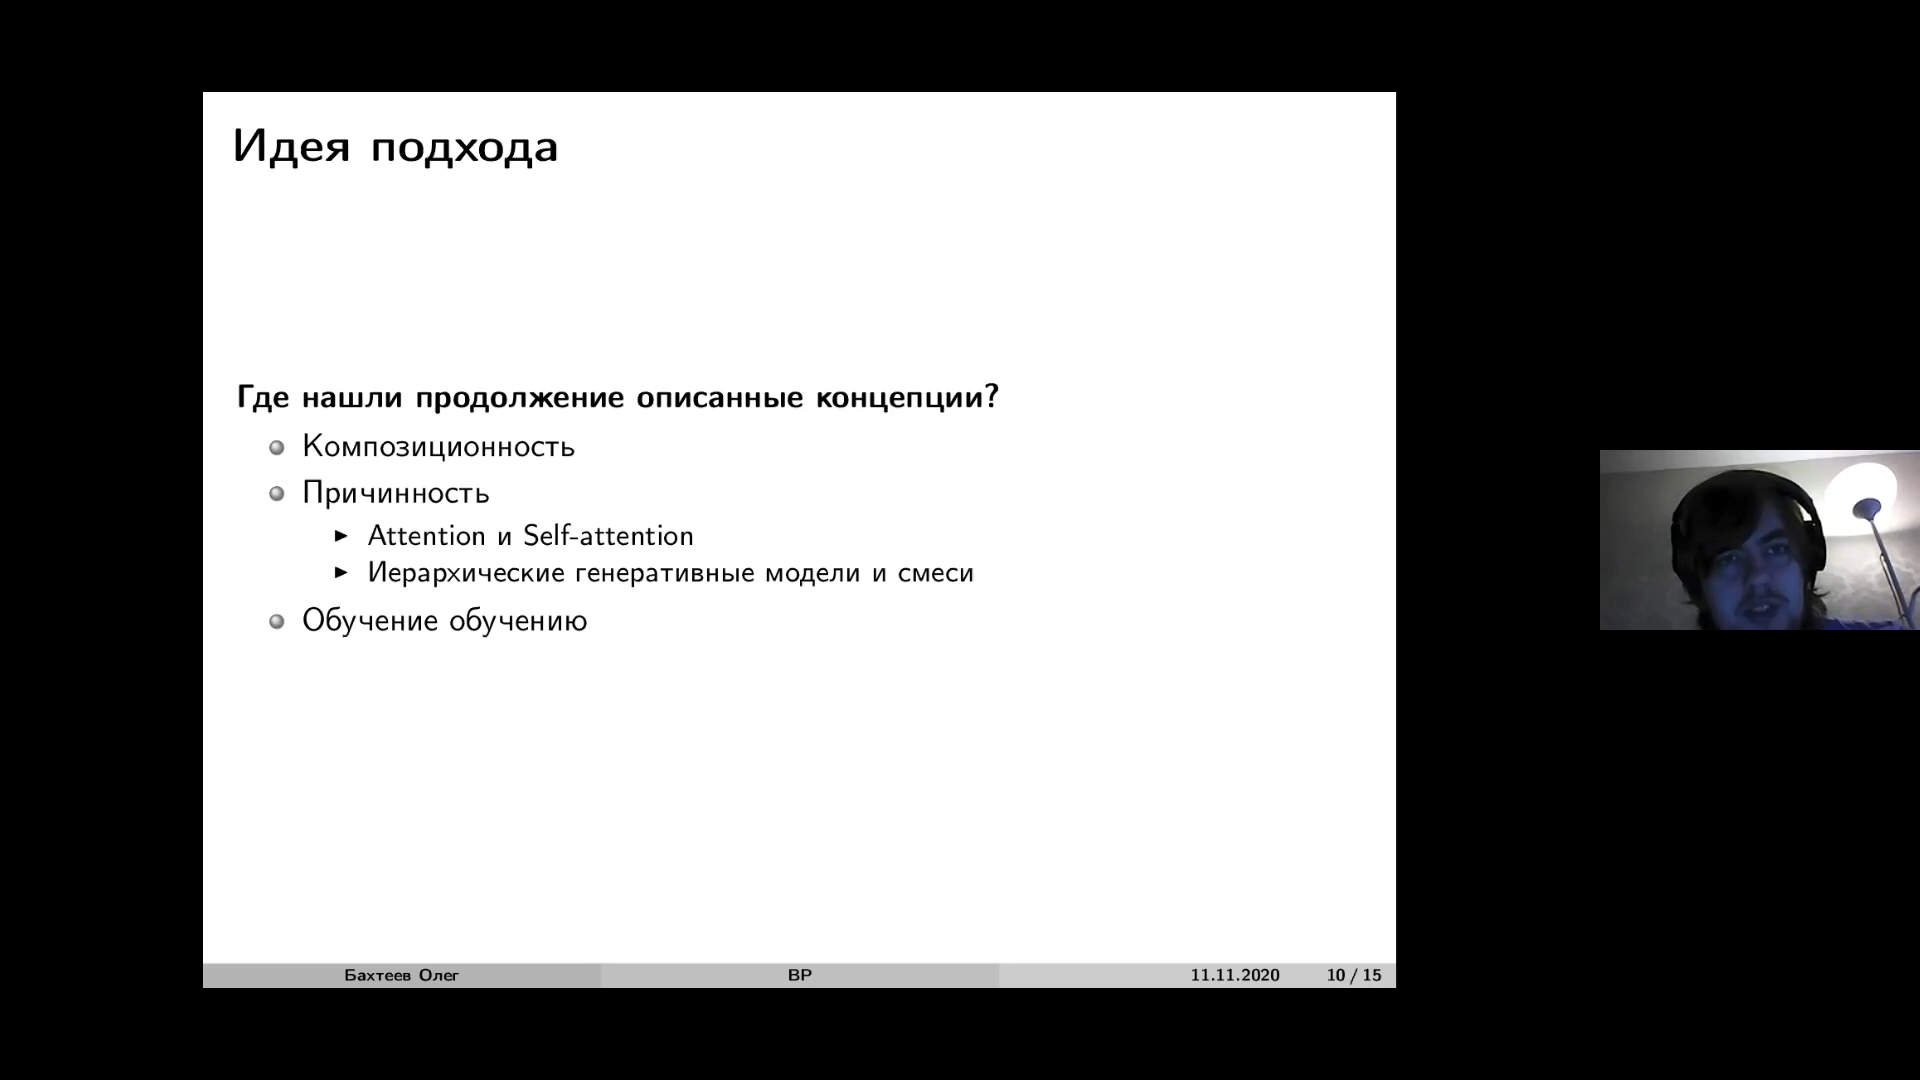 Идея подхода
Где нашли продолжение описанные концепции?
Композиционность
Причинность
Attention и Self-attention
Иерархические генеративные модели и смеси
Обучение обучению
Бахтеев Олег
BP
11.11.2020
10 / 15